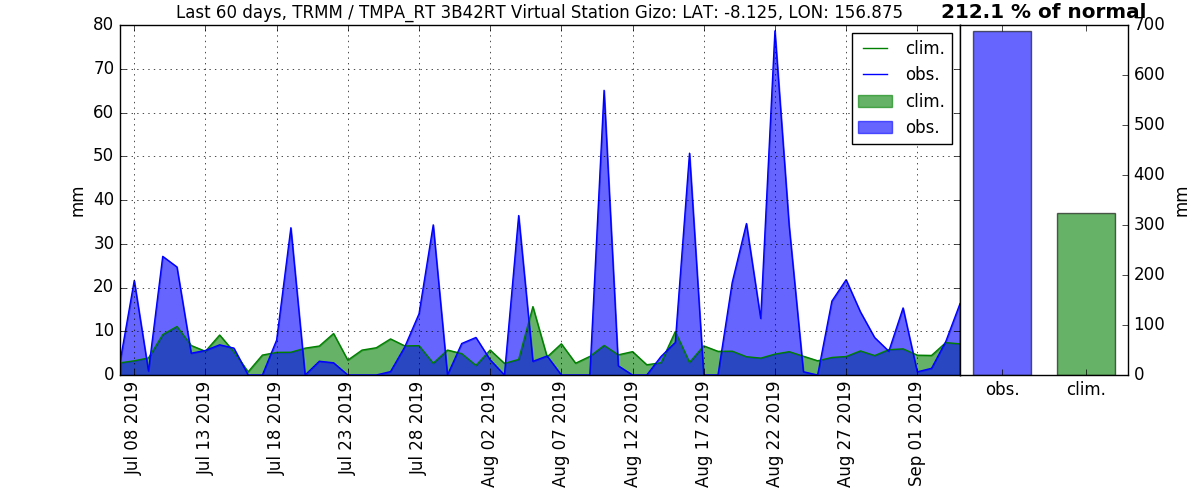 Last 60 days, TRMM / TMPA_RT 3B42RT Virtual Station Gizo: LAT: -8.125, LON: 156.875
212.1 % of normal
80
70
60
50
40
30
20
10
0
mm
clim.
obs.
clim.
obs.
Jul 08 2019
Jul 13 2019
Jul 18 2019
Jul 23 2019
Jul 28 2019
Aug 02 2019
Aug 07 2019
Aug 12 2019
Aug 17 2019
Aug 22 2019
Aug 27 2019
Sep 01 2019
700
600
500
400
300
200
100
0
mm
obs.
clim.